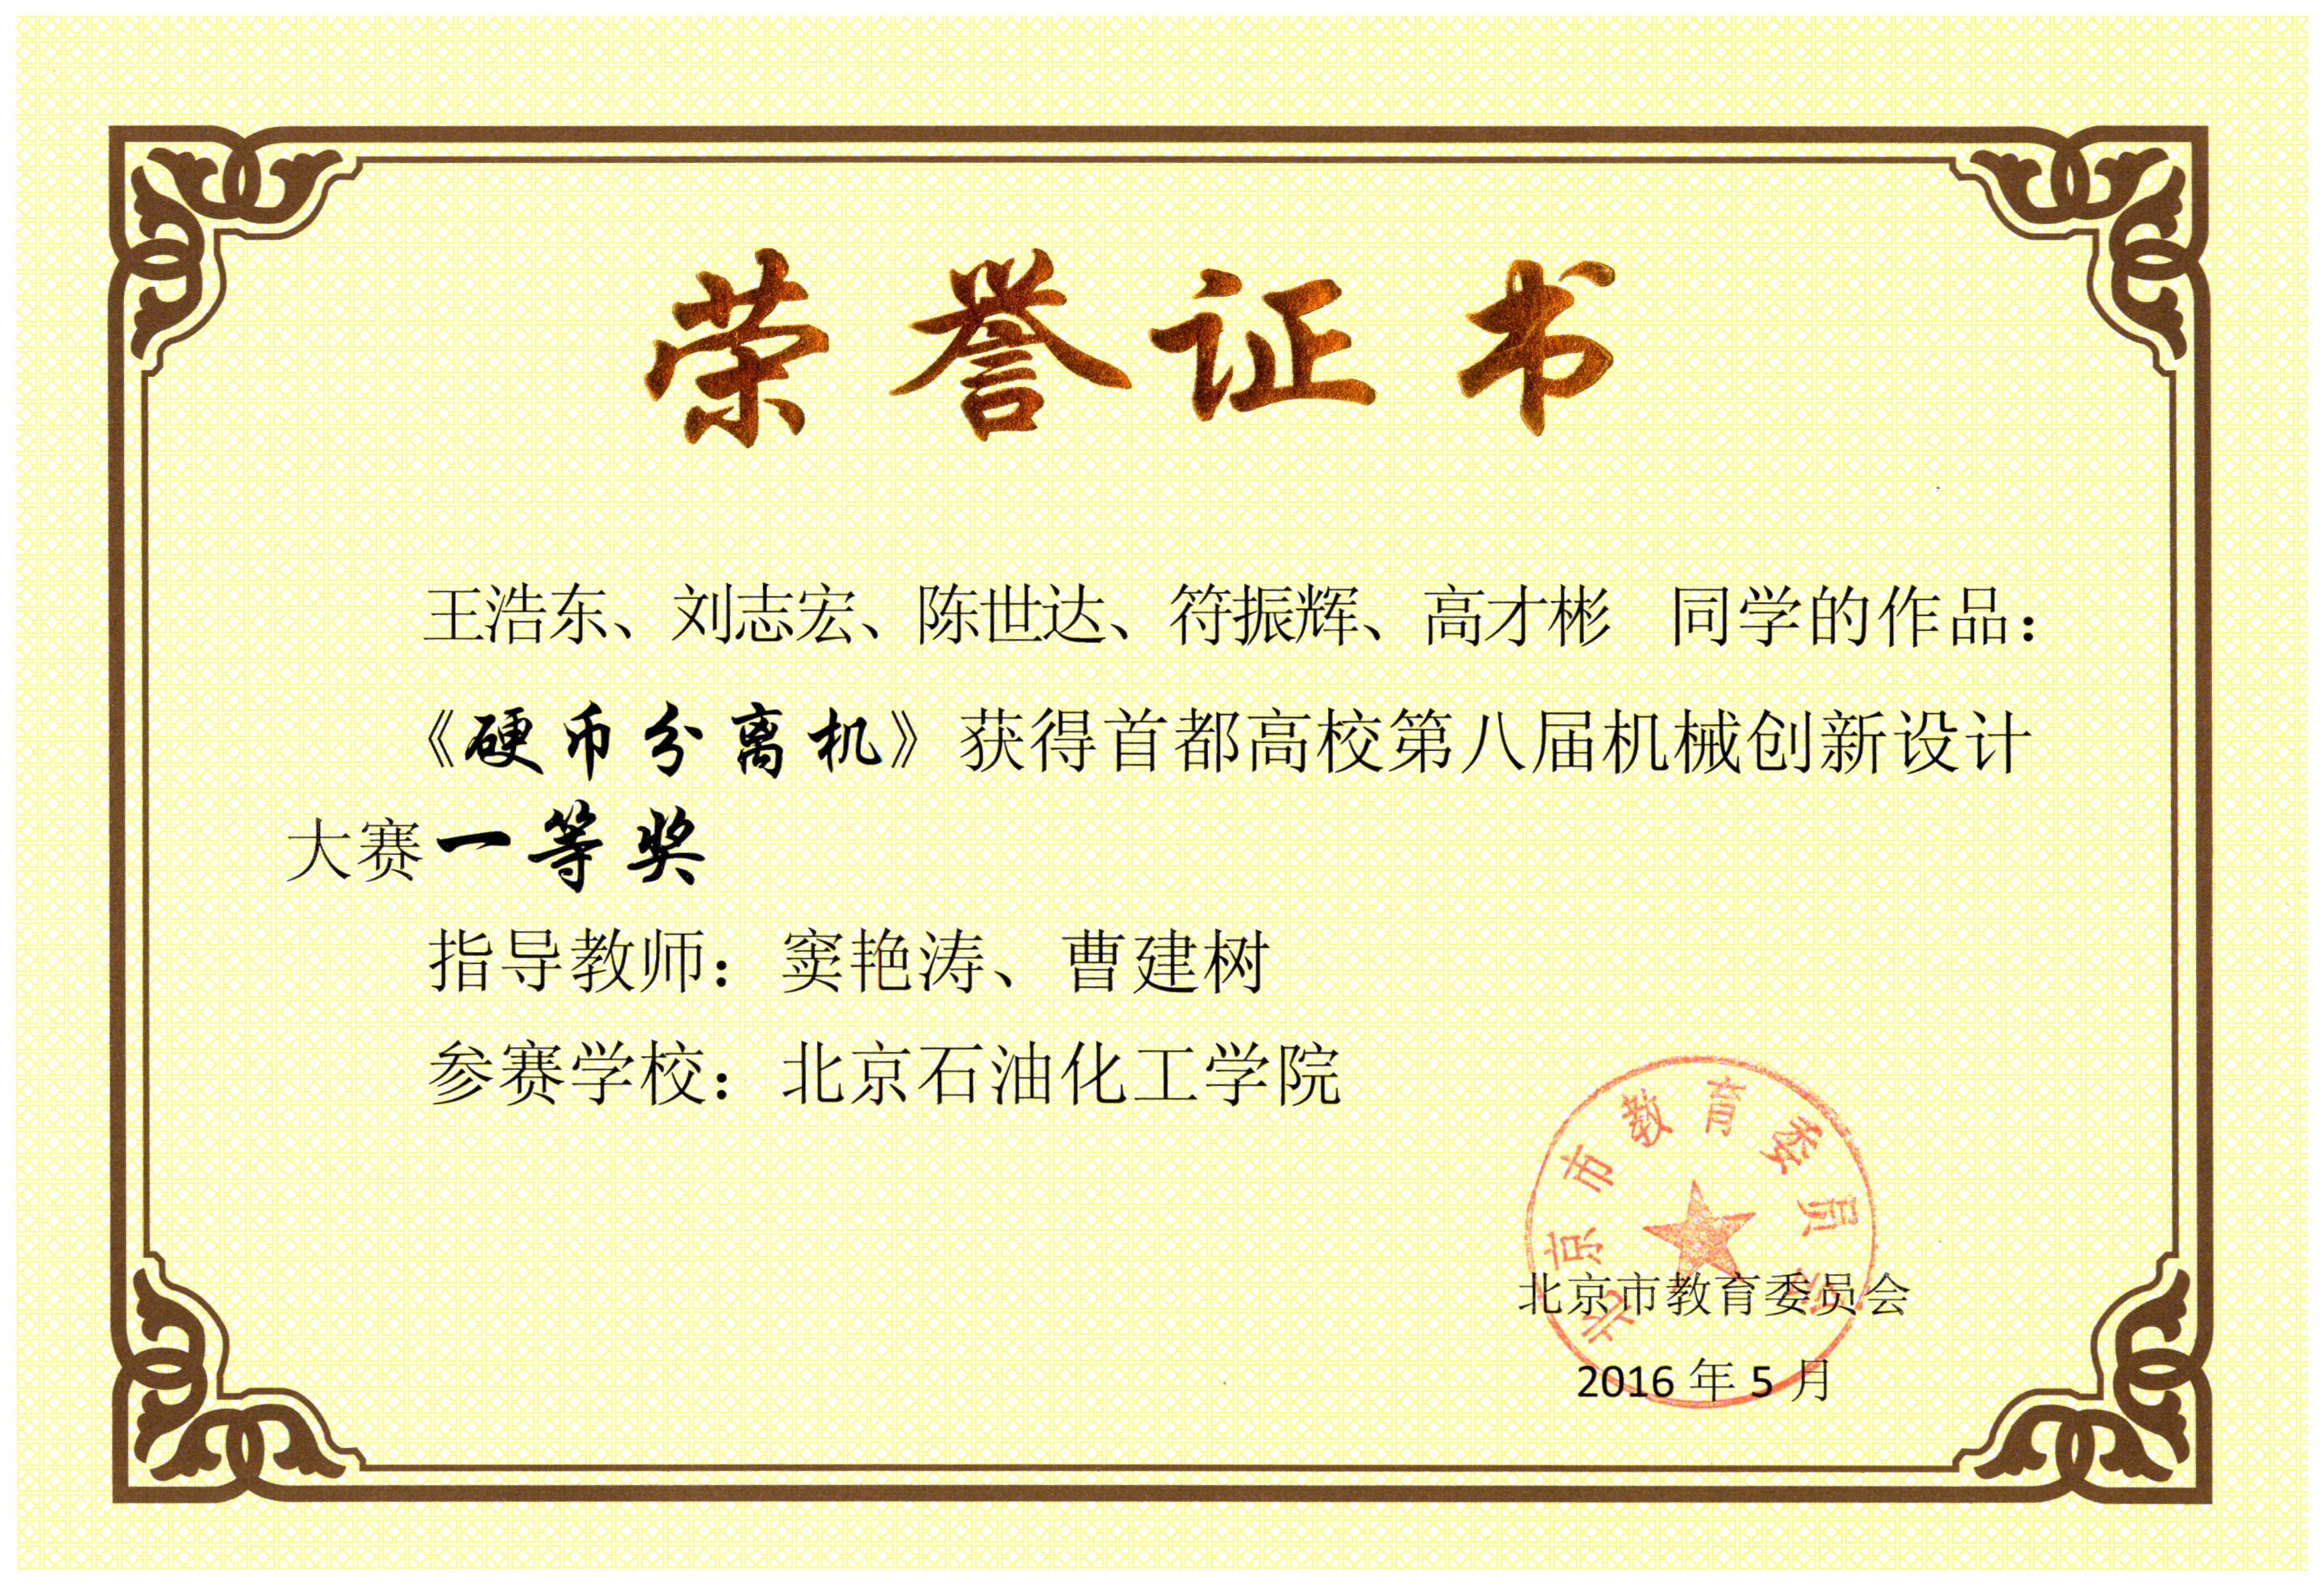 荣誉证书
王浩东、刘志宏、陈世达、符振辉、高才彬 同学的作品：
《硬币分离机》获得首都高校第八届机械创新设计
大赛一等奖
指导教师：窦艳涛、曹建树
参赛学校：北京石油化工学院
北京市教育委员会
北京市教育委员会
2016 年 5 月